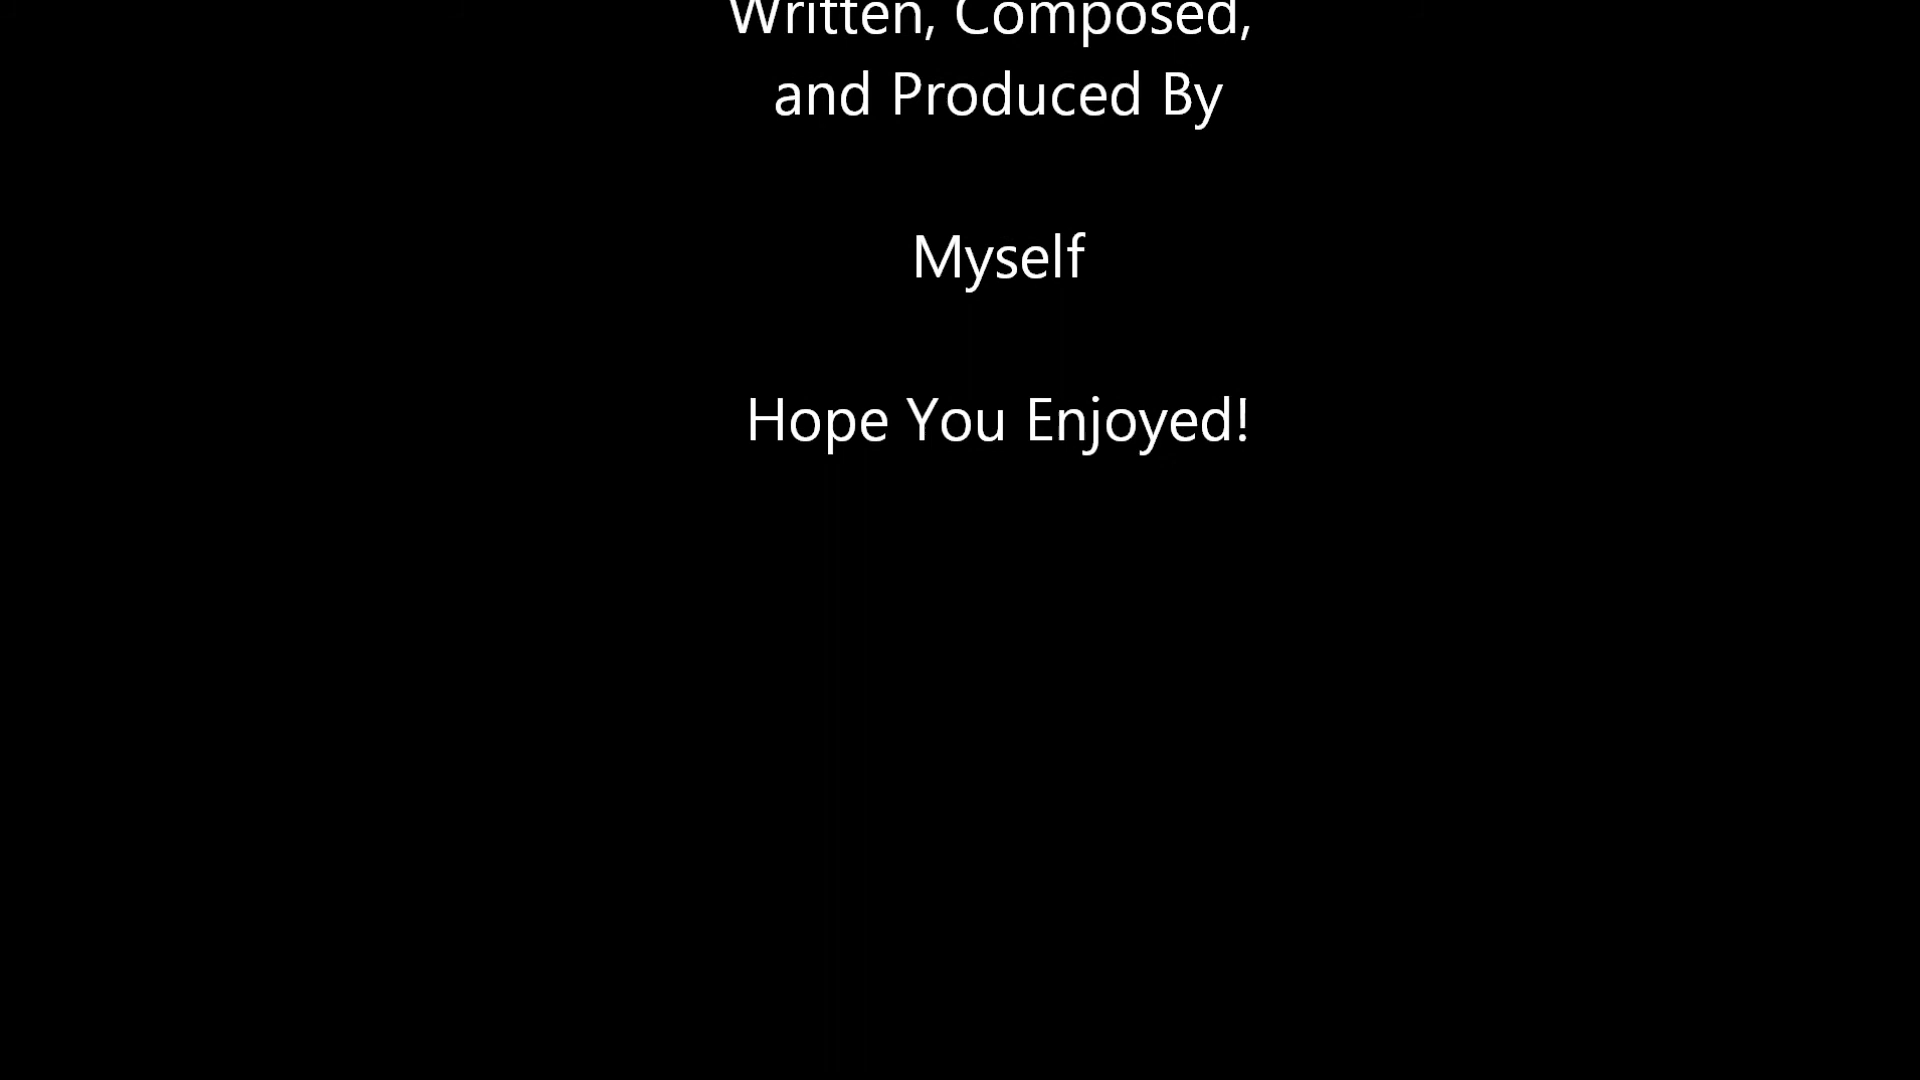 Written, Composed,
and Produced By
Myself
Hope You Enjoyed!